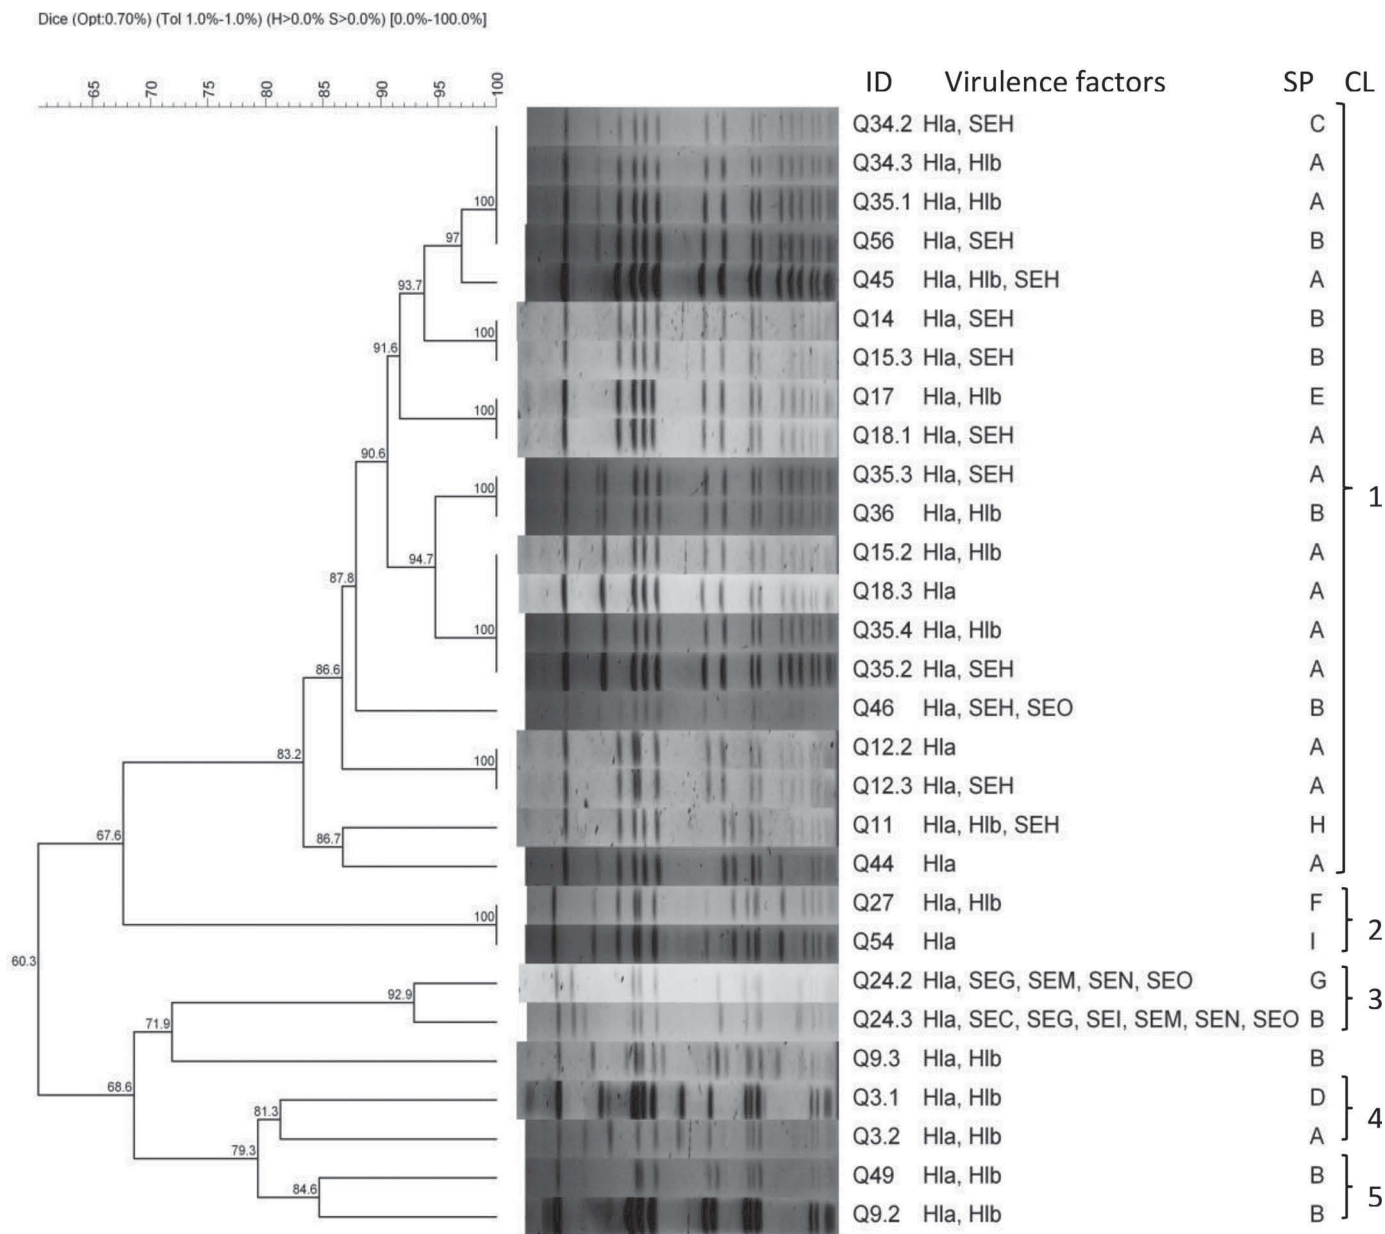 Dice (Opt:0.70%) (Tol 1.0%-1.0%) (H>0.0% S>0.0%) [0.0%-100.0%]
65 70 75 80 85 90 95 100
ID Virulence factors SP CL
Q34.2 Hla, SEH C
Q34.3 Hla, Hlb A
100
Q35.1 Hla, Hlb A
97
Q56 Hla, SEH B
93.7
Q45 Hla, Hlb, SEH A
Q14 Hla, SEH B
100
91.6
Q15.3 Hla, SEH B
Q17 Hla, Hlb E
100
Q18.1 Hla, SEH A
90.6
Q35.3 Hla, SEH A
100
1
Q36 Hla, Hlb B
94.7
Q15.2 Hla, Hlb A
87.8
Q18.3 Hla A
100
Q35.4 Hla, Hlb A
86.6
Q35.2 Hla, SEH A
Q46 Hla, SEH, SEO B
83.2
Q12.2 Hla A
100
Q12.3 Hla, SEH A
67.6
86.7
Q11 Hla, Hlb, SEH H
Q44 Hla A
Q27 Hla, Hlb F
100
2
Q54 Hla I
60.3
Q24.2 Hla, SEG, SEM, SEN, SEO G
92.9
3
71.9
Q24.3 Hla, SEC, SEG, SEI, SEM, SEN, SEO B
Q9.3 Hla, Hlb B
68.6
Q3.1 Hla, Hlb D
81.3
4
Q3.2 Hla, Hlb A
79.3
Q49 Hla, Hlb B
84.6
5
Q9.2 Hla, Hlb B